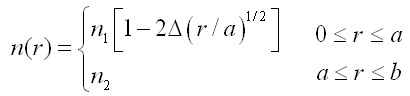 n(r) = { n₁[1 − 2Δ(r / a)^{1/2}]   0 ≤ r ≤ a
n₂   a ≤ r ≤ b